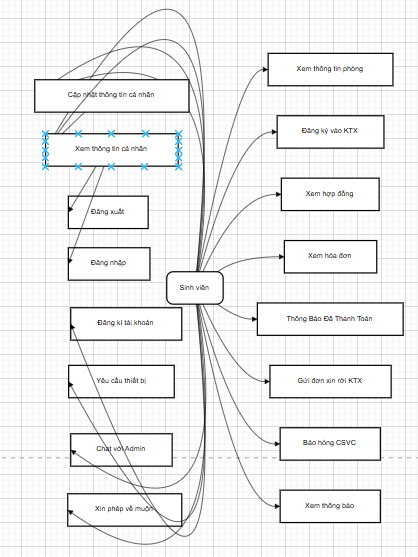 Cập nhật thông tin cá nhân
Xem thông tin cá nhân
Đăng xuất
Đăng nhập
Đăng kí tài khoản
Yêu cầu thiết bị
Chat với Admin
Xin phép về muộn
Sinh viên
Xem thông tin phòng
Đăng ký vào KTX
Xem hợp đồng
Xem hóa đơn
Thông Báo Đã Thanh Toán
Gửi đơn xin rời KTX
Báo hỏng CSVC
Xem thông báo